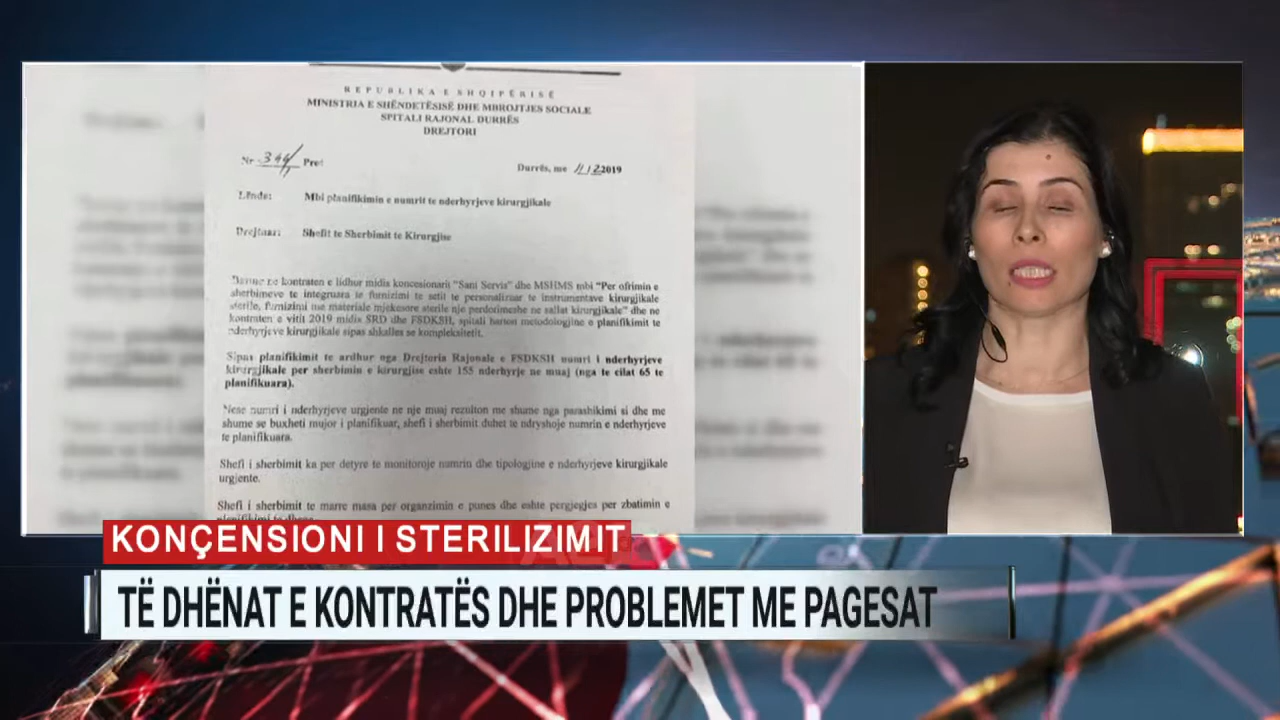 REPUBLIKA E SHQIPËRISË
MINISTRIA E SHËNDETËSISË DHE MBROJTJES SOCIALE
SPITALI RAJONAL DURRËS
DREJTORI
Nr Prot
Durrës, me 2019
Lënde: Mbi planifikimin e numrit te nderhyrjeve kirurgjikale
Drejtuar: Shefit te Sherbimit te Kirurgjise
ne kontraten e lidhur midis koncesionarit "Sani Servis" dhe MSHMS mbi "Per ofrimin e
sherbimeve te integruara te furnizimi te setit te personalizuar te instrumentave kirurgjikale
sterile, furnizimi me materiale mjekesore sterile nje perdorimeshe ne sallat kirurgjikale" dhe ne
kontraten e vitit 2019 midis SRD dhe FSDKSH, spitali harton metodologjine e planifikimit te
nderhyrjeve kirurgjikale sipas shkalles se kompleksitetit.
Sipas planifikimit te ardhur nga Drejtoria Rajonale e FSDKSH numri i nderhyrjeve
kirurgjikale per sherbimin e kirurgjise eshte 155 nderhyrje ne muaj (nga te cilat 65 te
planifikuara).
Nese numri i nderhyrjeve urgjente ne nje muaj rezulton me shume nga parashikimi si dhe me
shume se buxheti mujor i planifikuar, shefi i sherbimit duhet te ndryshoje numrin e nderhyrjeve
te planifikuara.
Shefi i sherbimit ka per detyre te monitoroje numrin dhe tipologjine e nderhyrjeve kirurgjikale
urgjente.
Shefi i sherbimit te marre masa per organzimin e punes dhe eshte pergjegjes per zbatimin e
KONÇENSIONI I STERILIZIMIT
TË DHËNAT E KONTRATËS DHE PROBLEMET ME PAGESAT